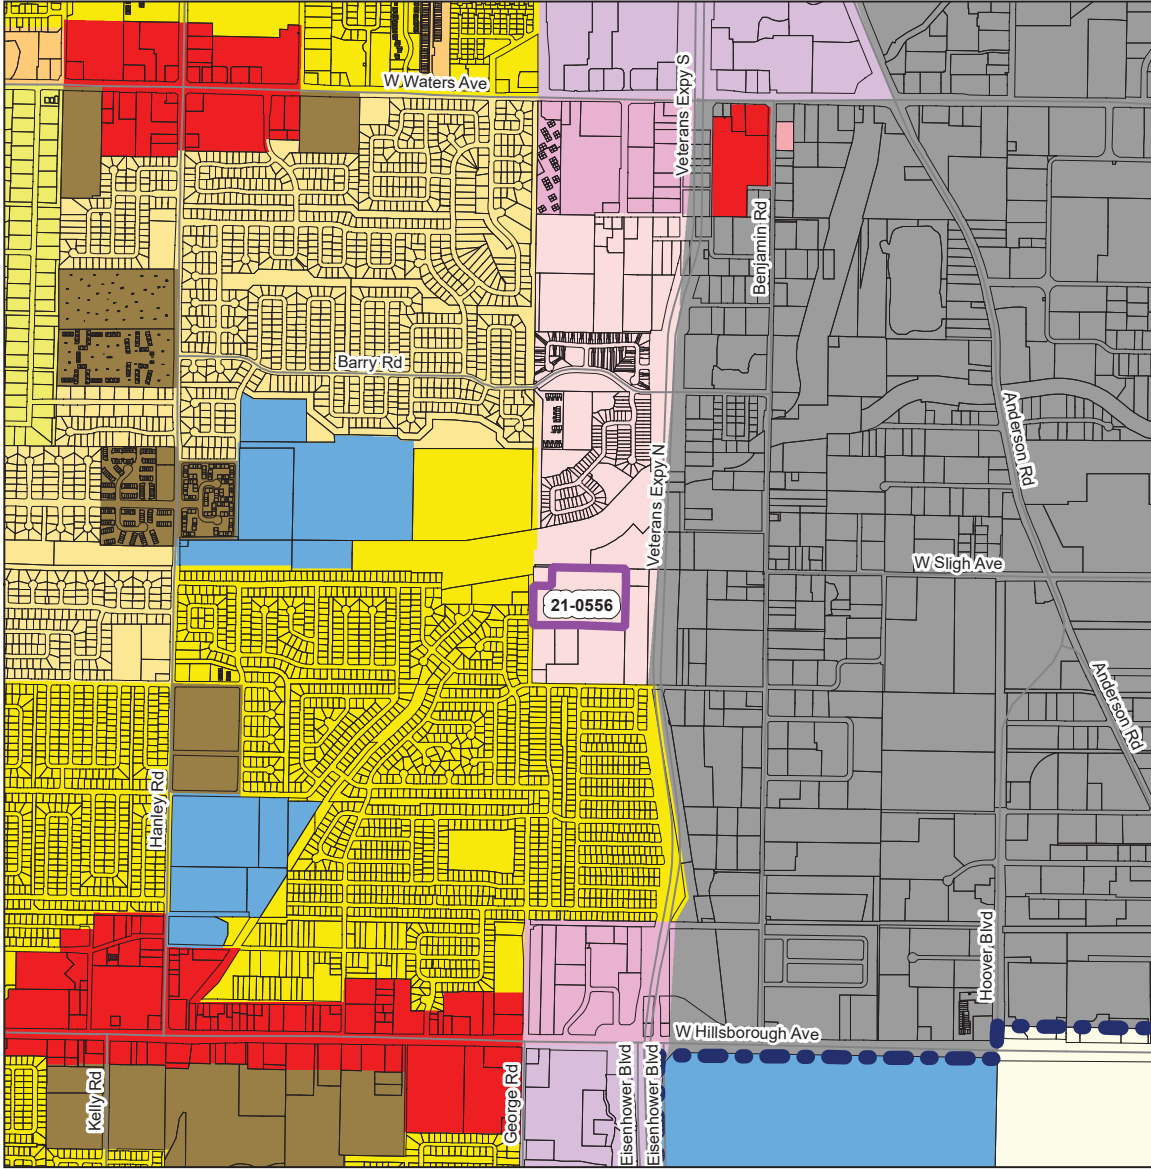 W Waters Ave
Veterans Expy S
Benjamin Rd
Barry Rd
Anderson Rd
Veterans Expy N
W Sligh Ave
21-0556
Anderson Rd
Hanley Rd
Hoover Blvd
W Hillsborough Ave
Kelly Rd
George Rd
Eisenhower Blvd
Eisenhower Blvd